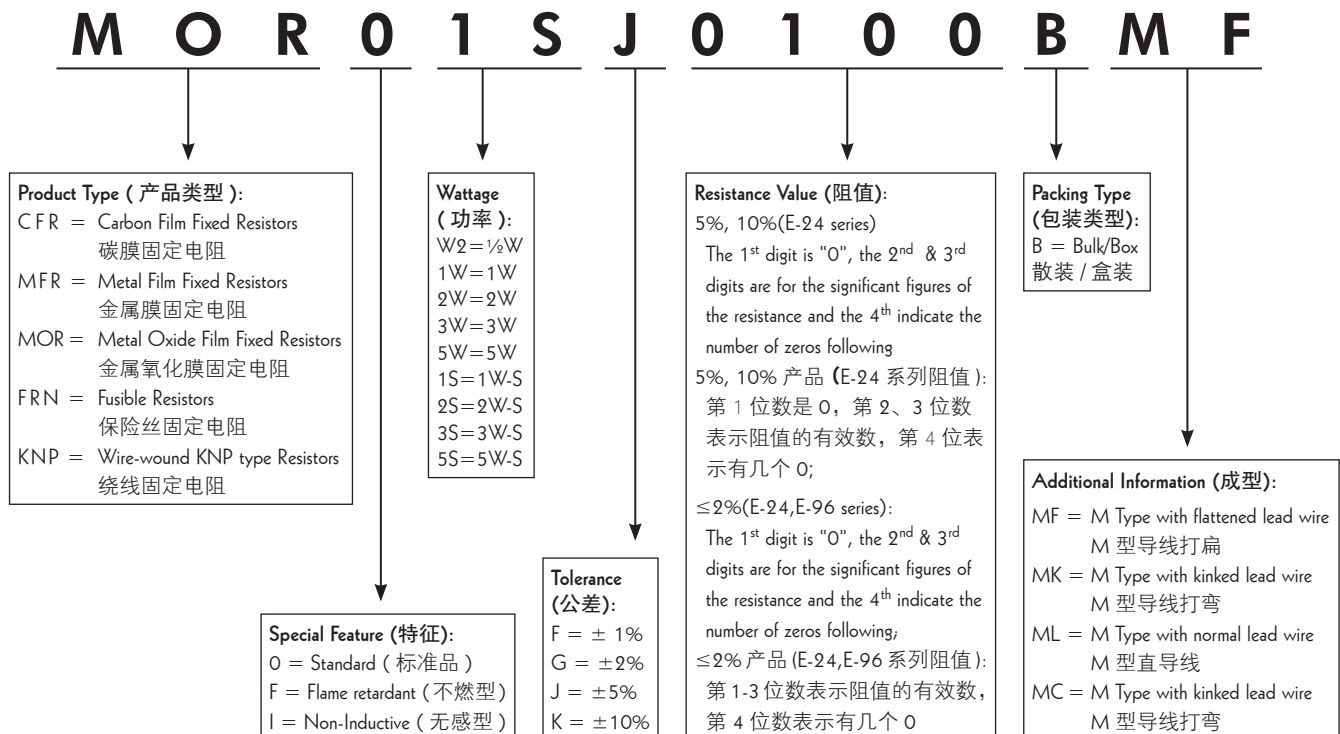 M O R 0 1 S J 0 1 0 0 B M F
Product Type ( 产品类型 ):
CFR = Carbon Film Fixed Resistors
碳膜固定电阻
MFR = Metal Film Fixed Resistors
金属膜固定电阻
MOR = Metal Oxide Film Fixed Resistors
金属氧化膜固定电阻
FRN = Fusible Resistors
保险丝固定电阻
KNP = Wire-wound KNP type Resistors
绕线固定电阻
Special Feature (特征):
0 = Standard ( 标准品 )
F = Flame retardant ( 不燃型 )
I = Non-Inductive ( 无感型 )
Wattage
( 功率 ):
W2=½W
1W=1W
2W=2W
3W=3W
5W=5W
1S=1W-S
2S=2W-S
3S=3W-S
5S=5W-S
Tolerance
(公差):
F = ± 1%
G = ±2%
J = ±5%
K = ±10%
Resistance Value (阻值):
5%, 10%(E-24 series)
The 1st digit is “0”, the 2nd & 3rd
digits are for the significant figures of
the resistance and the 4th indicate the
number of zeros following
5%, 10% 产品 (E-24 系列阻值 ):
第 1 位数是 0，第 2、3 位数
表示阻值的有效数，第 4 位表
示有几个 0;
≤2%(E-24,E-96 series):
The 1st digit is “0”, the 2nd & 3rd
digits are for the significant figures of
the resistance and the 4th indicate the
number of zeros following;
≤2% 产品 (E-24,E-96 系列阻值 ):
第 1-3 位数表示阻值的有效数，
第 4 位数表示有几个 0
Packing Type
(包装类型):
B = Bulk/Box
散装 / 盒装
Additional Information (成型):
MF = M Type with flattened lead wire
M 型导线打扁
MK = M Type with kinked lead wire
M 型导线打弯
ML = M Type with normal lead wire
M 型直导线
MC = M Type with kinked lead wire
M 型导线打弯